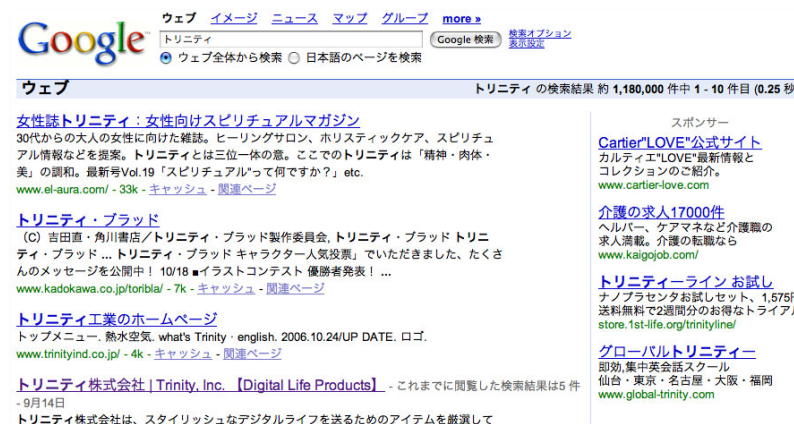 ウェブ イメージ ニュース マップ グループ more »
Google™
トリニティ
Google 検索
検索オプション
表示設定
ウェブ全体から検索 日本語のページを検索
ウェブ
トリニティ の検索結果 約 1,180,000 件中 1 - 10 件目 (0.25 秒
女性誌トリニティ：女性向けスピリチュアルマガジン
30代からの大人の女性に向けた雑誌。ヒーリングサロン、ホリスティックケア、スピリチュ
アル情報などを提案。トリニティとは三位一体の意。ここでのトリニティは「精神・肉体・
美」の調和。最新号Vol.19「スピリチュアル"って何ですか？」etc.
www.el-aura.com/ - 33k - キャッシュ - 関連ページ
トリニティ・ブラッド
（C）吉田直・角川書店／トリニティ・ブラッド製作委員会, トリニティ・ブラッド トリニ
ティ・ブラッド ... トリニティ・ブラッド キャラクター人気投票」でいただきました、たくさ
んのメッセージを公開中！ 10/18 ■イラストコンテスト 優勝者発表！ ...
www.kadokawa.co.jp/toribla/ - 7k - キャッシュ - 関連ページ
トリニティ工業のホームページ
トップメニュー. 熱水空気. what's Trinity · english. 2006.10.24/UP DATE. ロゴ.
www.trinityind.co.jp/ - 4k - キャッシュ - 関連ページ
トリニティ株式会社 | Trinity, Inc. 【Digital Life Products】 - これまでに閲覧した検索結果は5 件
- 9月14日
トリニティ株式会社は、スタイリッシュなデジタルライフを送るためのアイテムを厳選して
スポンサー
Cartier"LOVE"公式サイト
カルティエ"LOVE"最新情報と
コレクションのご紹介。
www.cartier-love.com
介護の求人17000件
ヘルパー、ケアマネなど介護職の
求人満載。介護の転職なら
www.kaigojob.com/
トリニティーライン お試し
ナノプラセンタお試しセット、1,575円
送料無料で2週間分のお得なトライアル
store.1st-life.org/trinityline/
グローバルトリニティー
即効,集中英会話スクール
仙台・東京・名古屋・大阪・福岡
www.global-trinity.com